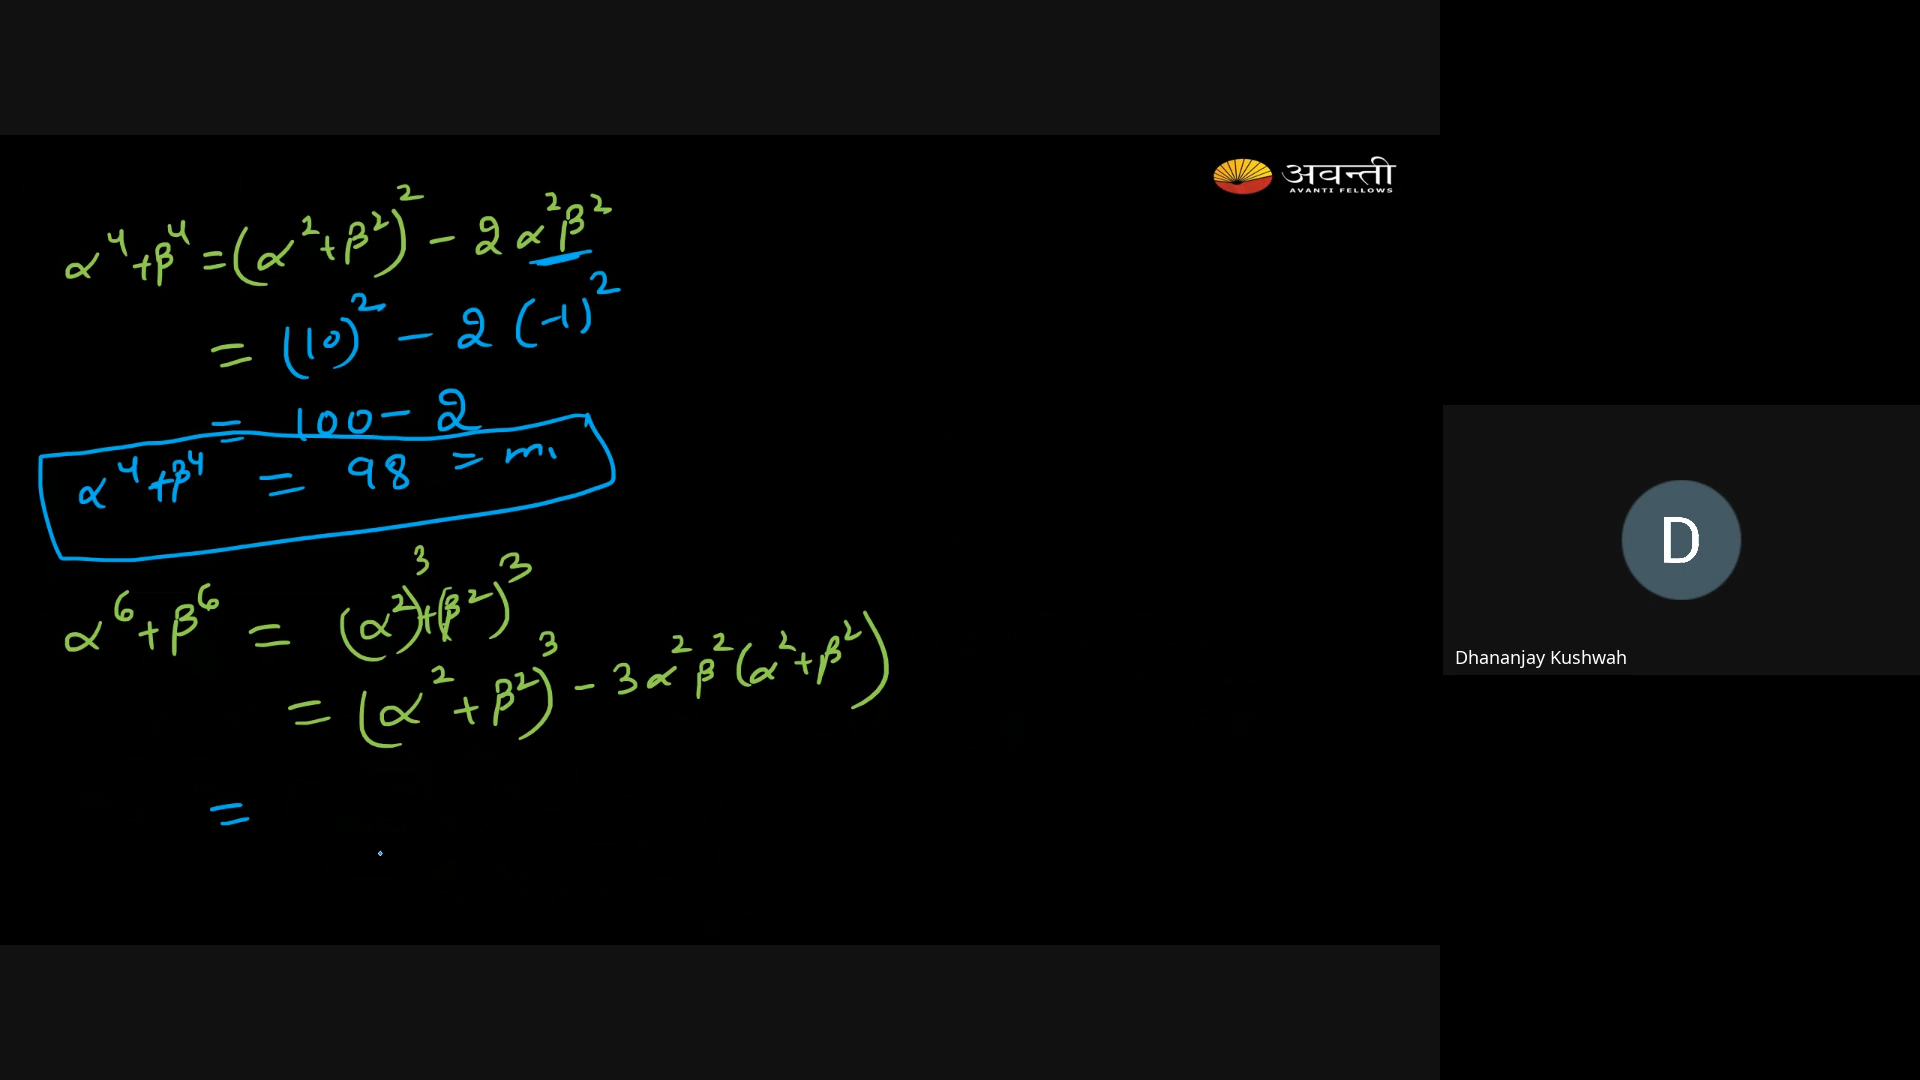 अवन्ती
AVANTI FELLOWS
α⁴+β⁴=(α²+β²)² - 2α²β²
= (10)² - 2 (-1)²
= 100 - 2
α⁴+β⁴ = 98 = m,
α⁶+β⁶ = (α²)³+(β²)³
= (α²+β²)³ - 3α²β²(α²+β²)
=
D
Dhananjay Kushwah